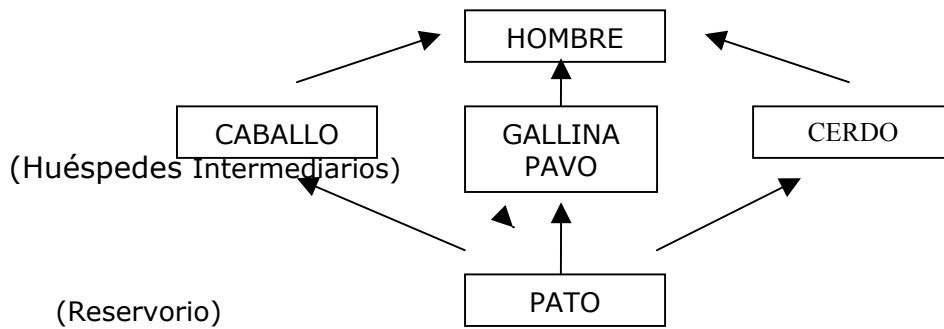 HOMBRE
CABALLO
GALLINA
PAVO
CERDO
(Huéspedes Intermediarios)
PATO
(Reservorio)